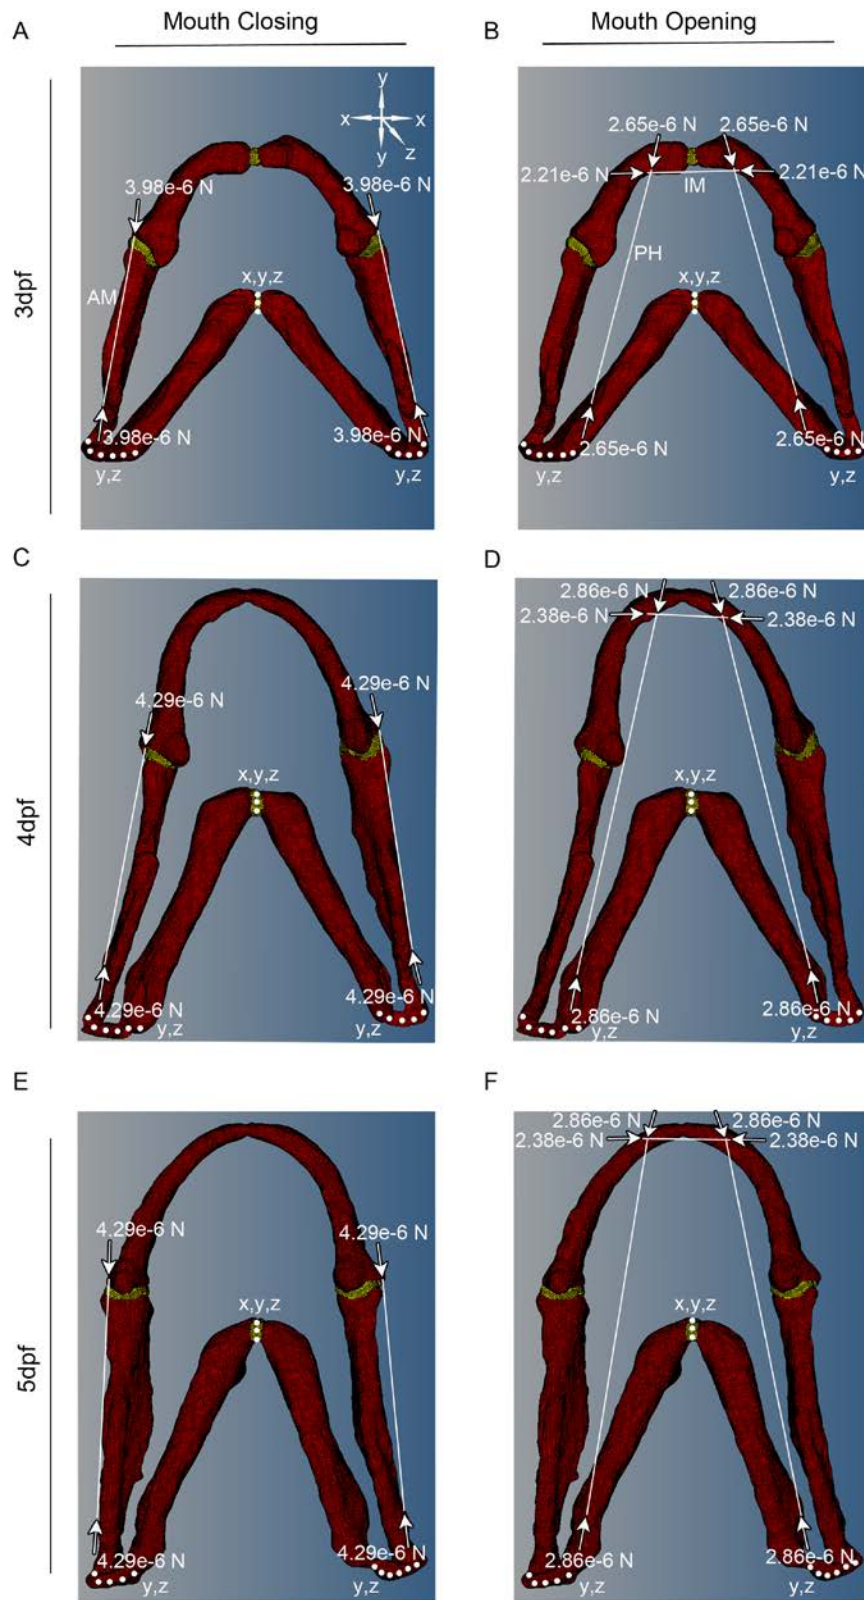 Mouth Closing
Mouth Opening
A
B
3dpf
y
x
x
z
y
3.98e-6 N
3.98e-6 N
AM
x,y,z
3.98e-6 N
3.98e-6 N
y,z
y,z
2.65e-6 N
2.65e-6 N
2.21e-6 N
2.21e-6 N
IM
PH
x,y,z
2.65e-6 N
2.65e-6 N
y,z
y,z
C
D
4dpf
4.29e-6 N
4.29e-6 N
x,y,z
4.29e-6 N
4.29e-6 N
y,z
y,z
2.86e-6 N
2.86e-6 N
2.38e-6 N
2.38e-6 N
x,y,z
2.86e-6 N
2.86e-6 N
y,z
y,z
E
F
5dpf
4.29e-6 N
4.29e-6 N
x,y,z
4.29e-6 N
4.29e-6 N
y,z
y,z
2.86e-6 N
2.86e-6 N
2.38e-6 N
2.38e-6 N
x,y,z
2.86e-6 N
2.86e-6 N
y,z
y,z